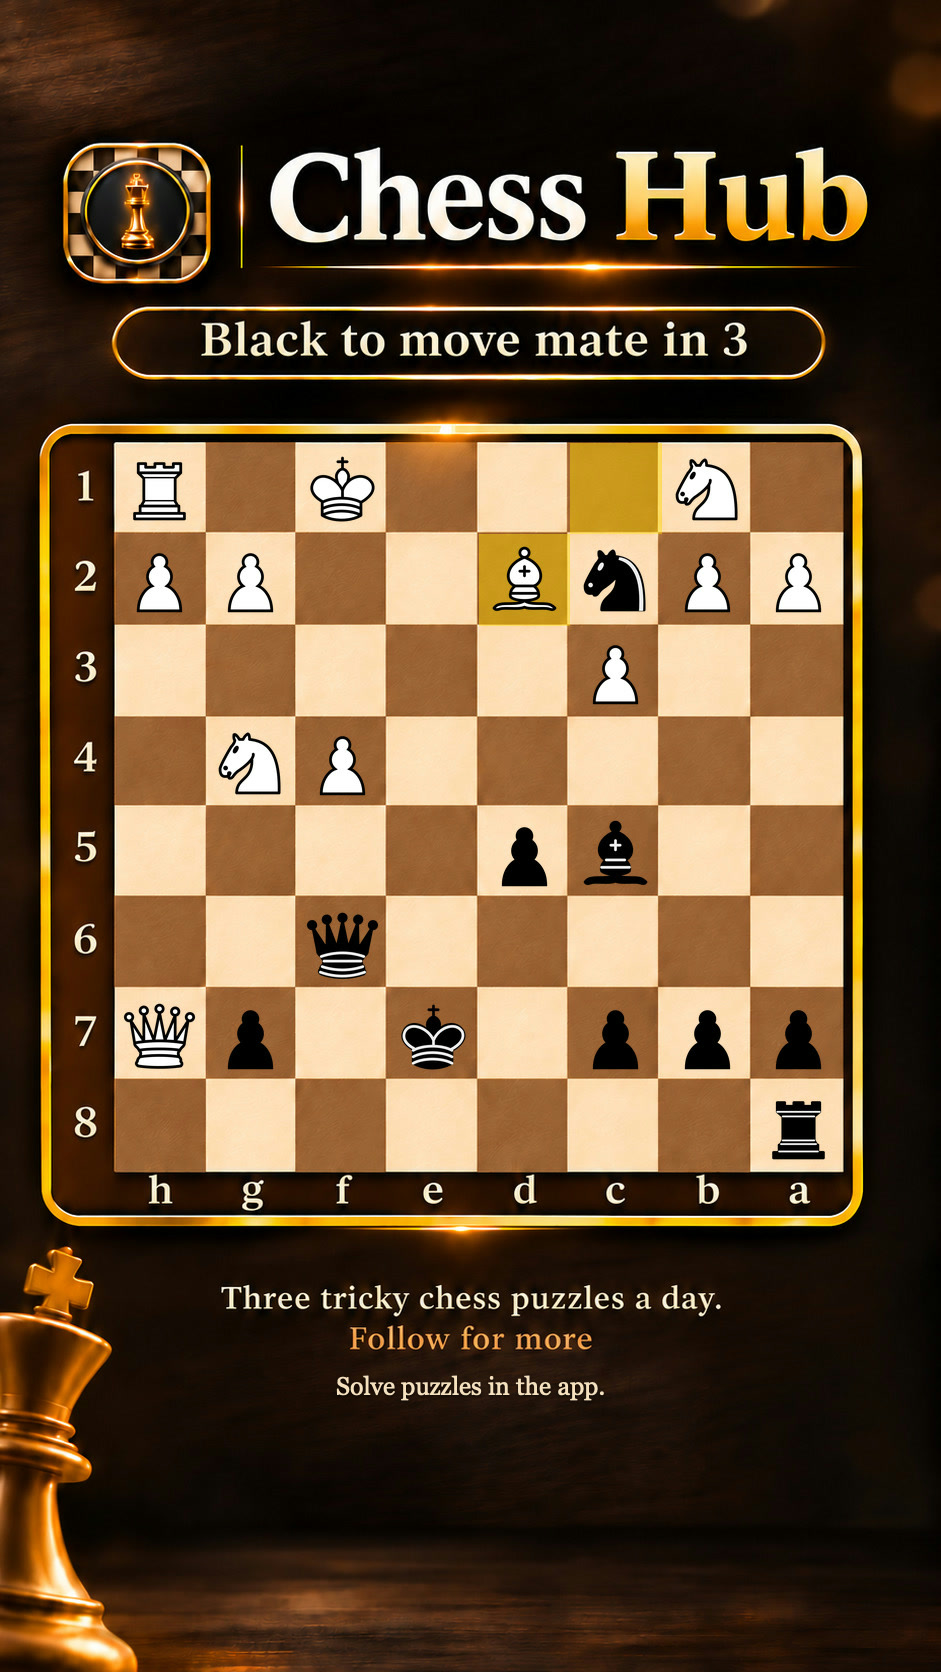 Chess Hub
Black to move mate in 3
1
2
3
4
5
6
7
8
h g f e d c b a
Three tricky chess puzzles a day.
Follow for more
Solve puzzles in the app.